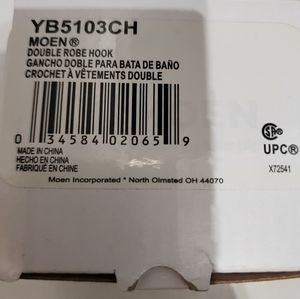 YB5103CH
MOEN®
DOUBLE ROBE HOOK
GANCHO DOBLE PARA BATA DE BAÑO
CROCHET À VÊTEMENTS DOUBLE
0 34584 02065 9
MADE IN CHINA
HECHO EN CHINA
FABRIQUÉ EN CHINE
UPC®
X72541
Moen Incorporated * North Olmsted OH 44070